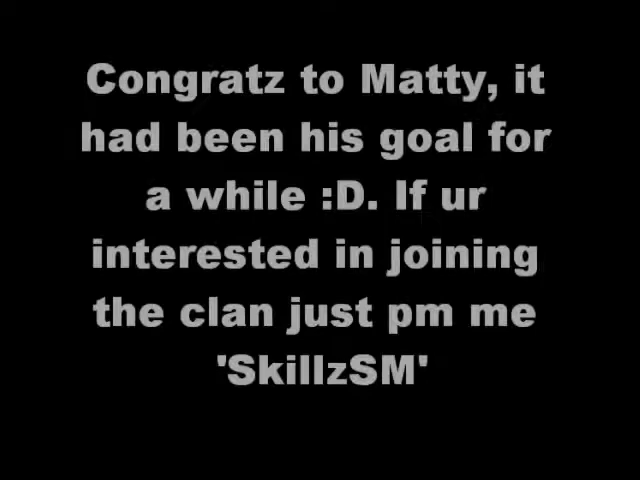 Congratz to Matty, it
had been his goal for
a while :D. If ur
interested in joining
the clan just pm me
'SkillzSM'